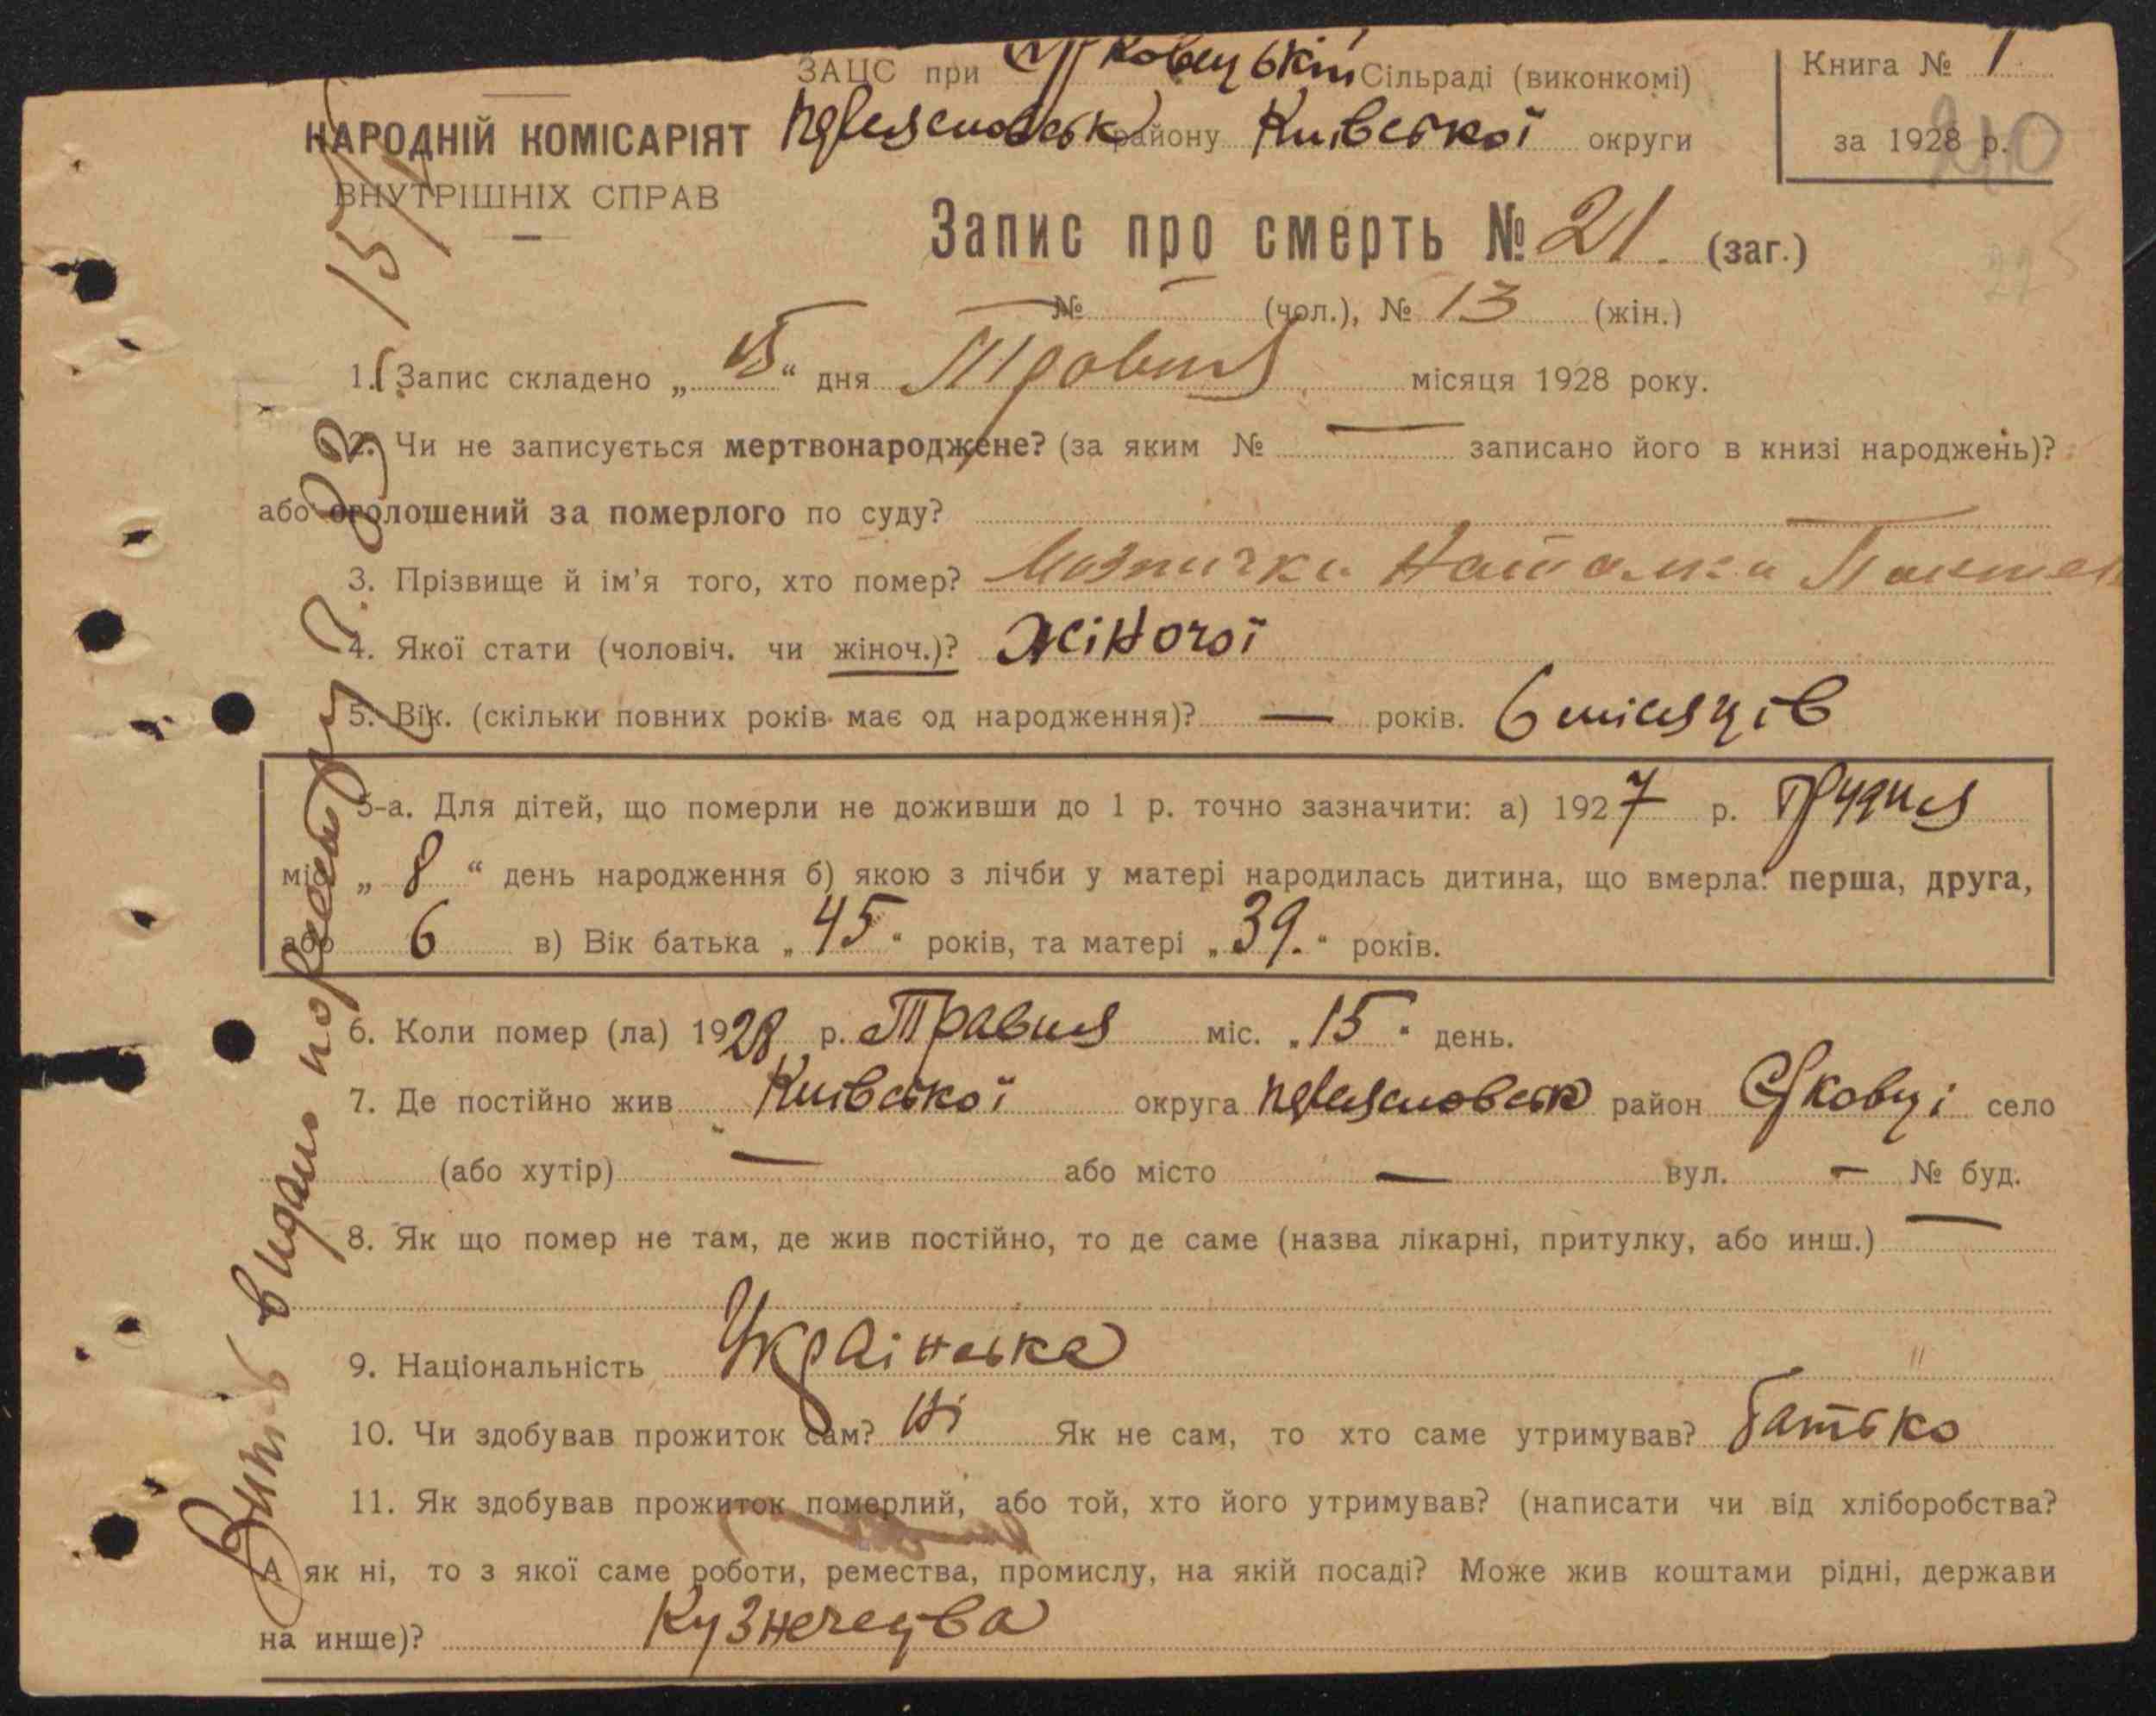 ЗАЦС при Єрковецькій Сільраді (виконкомі)
Книга № 1
НАРОДНІЙ КОМІСАРІЯТ
району Київської округи
за 1928 р.
210
ВНУТРІШНІХ СПРАВ
Запис про смерть № 21. (заг.)
№ — (чол.), № 13 (жін.)
1. Запис складено „ 15 “ дня Травня місяця 1928 року.
2. Чи не записується мертвонароджене? (за яким № — записано його в книзі народжень)?
або оголошений за померлого по суду? —
3. Прізвище й ім'я того, хто помер? Наталка
4. Якої стати (чоловіч. чи жіноч.)? Жіночої
5. Вік. (скільки повних років має од народження)? — років. 6 місяців
5-а. Для дітей, що померли не доживши до 1 р. точно зазначити: а) 1927 р. Грудня
міс „ 8 “ день народження б) якою з лічби у матері народилась дитина, що вмерла: перша, друга,
або 6 в) Вік батька „ 45 “ років, та матері „ 39. “ років.
6. Коли помер (ла) 1928 р. Травня міс. „ 15 “ день.
7. Де постійно жив Київської округа район Єрковці село
(або хутір) — або місто — вул. — № буд.
8. Як що помер не там, де жив постійно, то де саме (назва лікарні, притулку, або инш.) —
9. Національність Українська
10. Чи здобував прожиток сам? Ні Як не сам, то хто саме утримував? батько
11. Як здобував прожиток померлий, або той, хто його утримував? (написати чи від хліборобства?
А як ні, то з якої саме роботи, ремества, промислу, на якій посаді? Може жив коштами рідні, держави
на инше)? Кузнечецтва